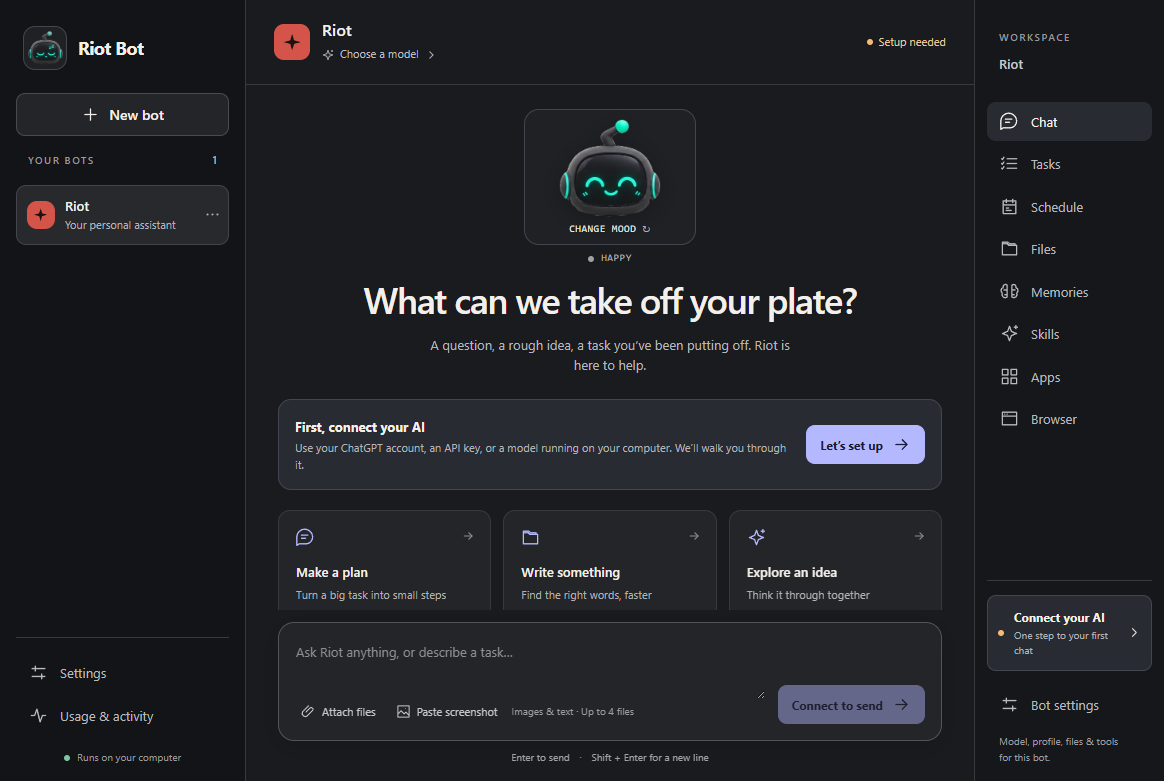 Riot Bot
New bot
YOUR BOTS 1
Riot
Your personal assistant
Settings
Usage & activity
Runs on your computer
Riot
Choose a model
Setup needed
CHANGE MOOD ↻
HAPPY
What can we take off your plate?
A question, a rough idea, a task you’ve been putting off. Riot is
here to help.
First, connect your AI
Use your ChatGPT account, an API key, or a model running on your computer. We’ll walk you through
it.
Let’s set up
Make a plan
Turn a big task into small steps
Write something
Find the right words, faster
Explore an idea
Think it through together
Ask Riot anything, or describe a task...
Attach files
Paste screenshot
Images & text · Up to 4 files
Connect to send
Enter to send · Shift + Enter for a new line
WORKSPACE
Riot
Chat
Tasks
Schedule
Files
Memories
Skills
Apps
Browser
Connect your AI
One step to your first
chat
Bot settings
Model, profile, files & tools
for this bot.